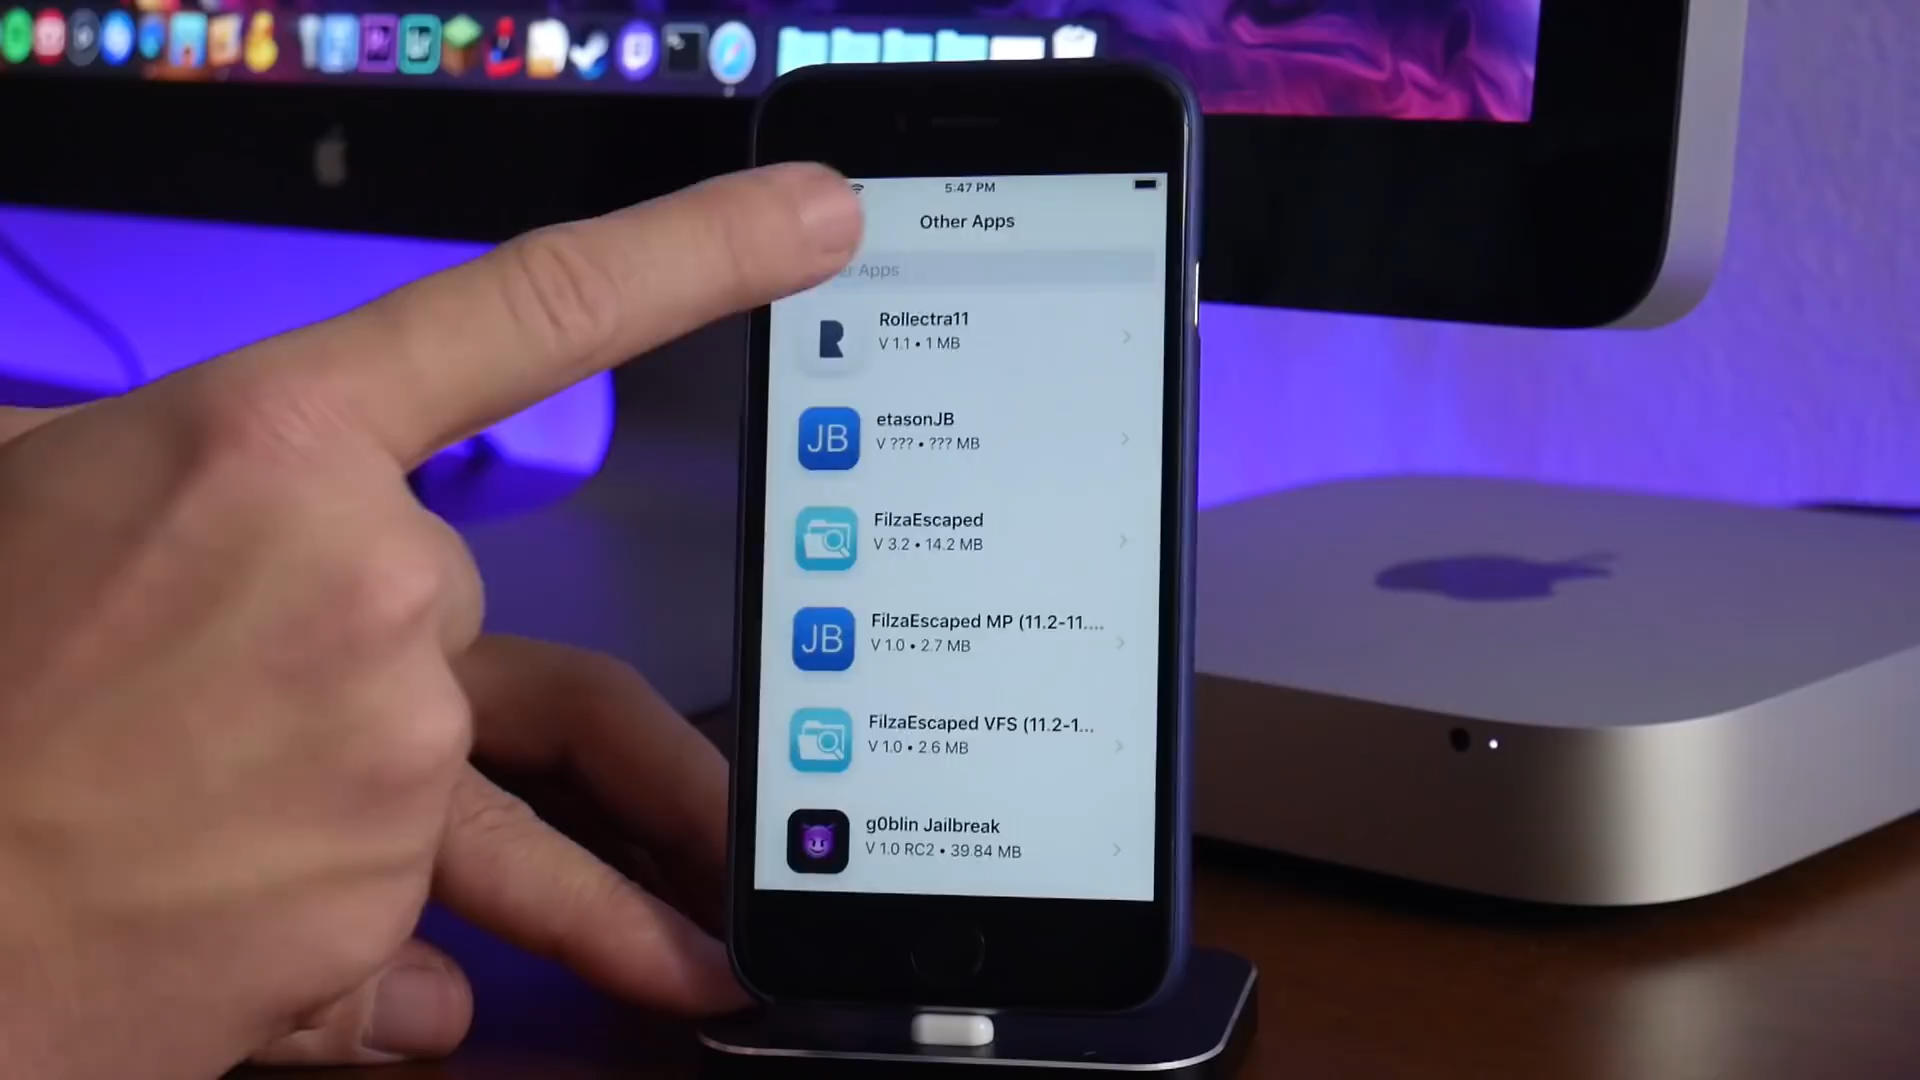 5:47 PM
Other Apps
er Apps
Rollectra11
V 1.1 • 1 MB
JB
etasonJB
V ??? • ??? MB
FilzaEscaped
V 3.2 • 14.2 MB
JB
FilzaEscaped MP (11.2-11....
V 1.0 • 2.7 MB
FilzaEscaped VFS (11.2-1...
V 1.0 • 2.6 MB
g0blin Jailbreak
V 1.0 RC2 • 39.84 MB